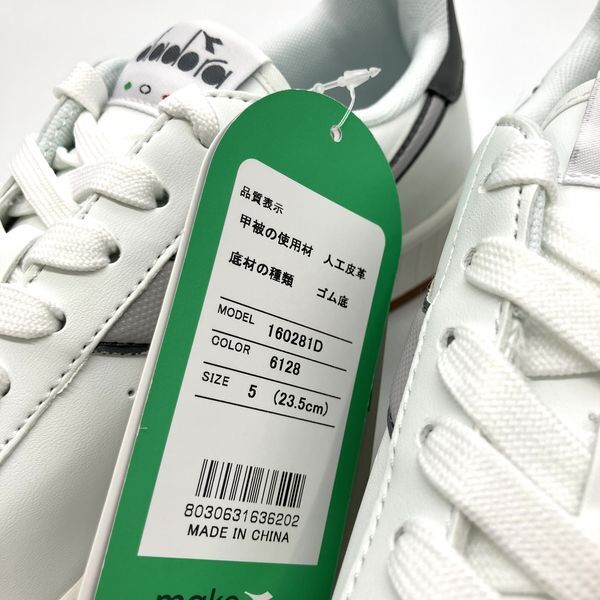 diadora
品質表示
甲被の使用材 人工皮革
底材の種類 ゴム底
MODEL 160281D
COLOR 6128
SIZE 5 (23.5cm)
8030631636202
MADE IN CHINA